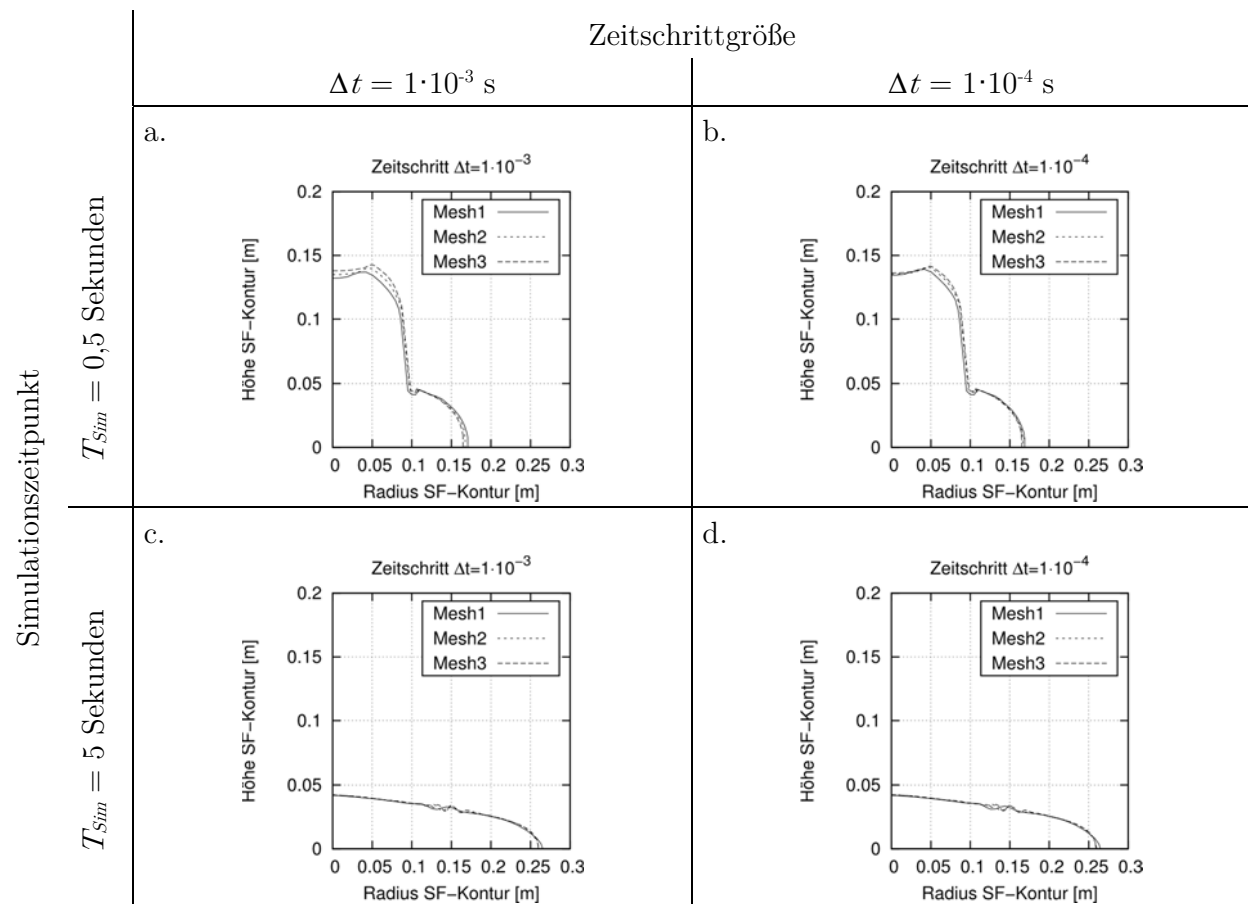 Zeitschrittgröße
Δt = 1·10-3 s
Δt = 1·10-4 s
Simulationszeitpunkt
TSim = 0,5 Sekunden
a.
Zeitschritt Δt=1·10−3
0.2
0.15
0.1
0.05
0
Höhe SF−Kontur [m]
Mesh1
Mesh2
Mesh3
0 0.05 0.1 0.15 0.2 0.25 0.3
Radius SF−Kontur [m]
b.
Zeitschritt Δt=1·10−4
0.2
0.15
0.1
0.05
0
Höhe SF−Kontur [m]
Mesh1
Mesh2
Mesh3
0 0.05 0.1 0.15 0.2 0.25 0.3
Radius SF−Kontur [m]
TSim = 5 Sekunden
c.
Zeitschritt Δt=1·10−3
0.2
0.15
0.1
0.05
0
Höhe SF−Kontur [m]
Mesh1
Mesh2
Mesh3
0 0.05 0.1 0.15 0.2 0.25 0.3
Radius SF−Kontur [m]
d.
Zeitschritt Δt=1·10−4
0.2
0.15
0.1
0.05
0
Höhe SF−Kontur [m]
Mesh1
Mesh2
Mesh3
0 0.05 0.1 0.15 0.2 0.25 0.3
Radius SF−Kontur [m]